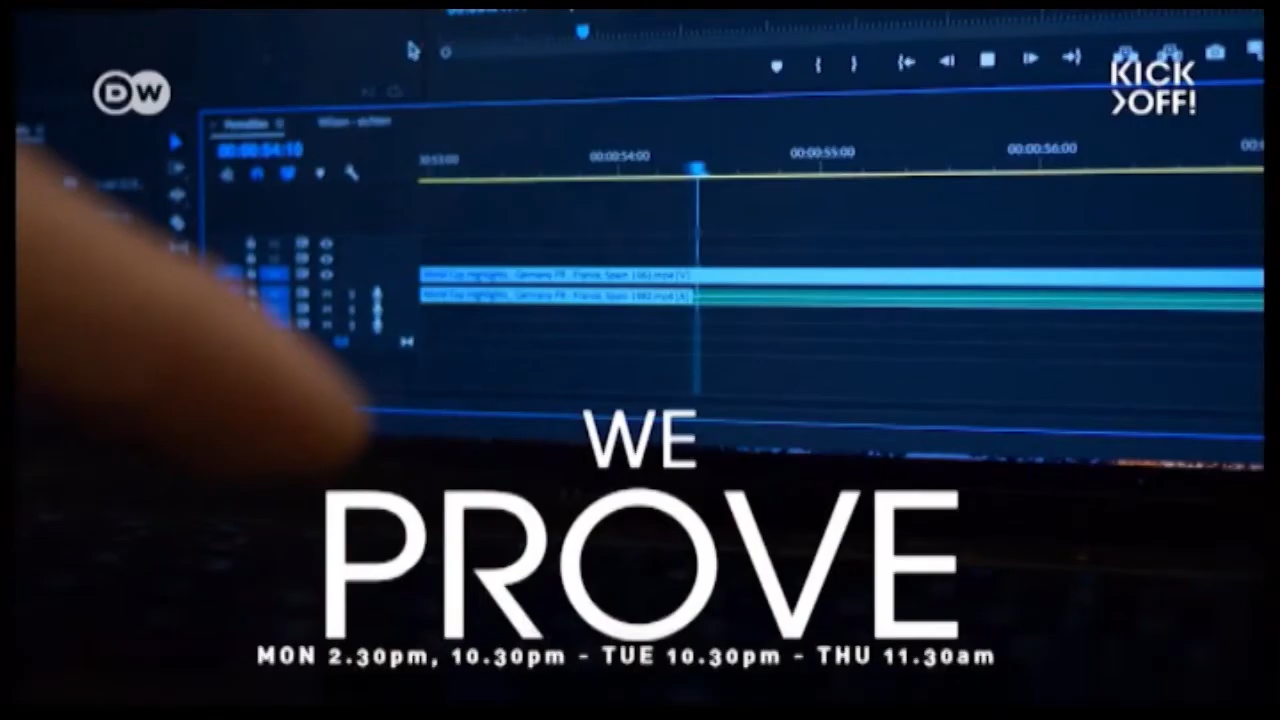 DW
KICK
OFF!
00:00:54:10
00:00:54:00
00:00:55:00
00:00:56:00
WE
PROVE
MON 2.30pm, 10.30pm - TUE 10.30pm - THU 11.30am